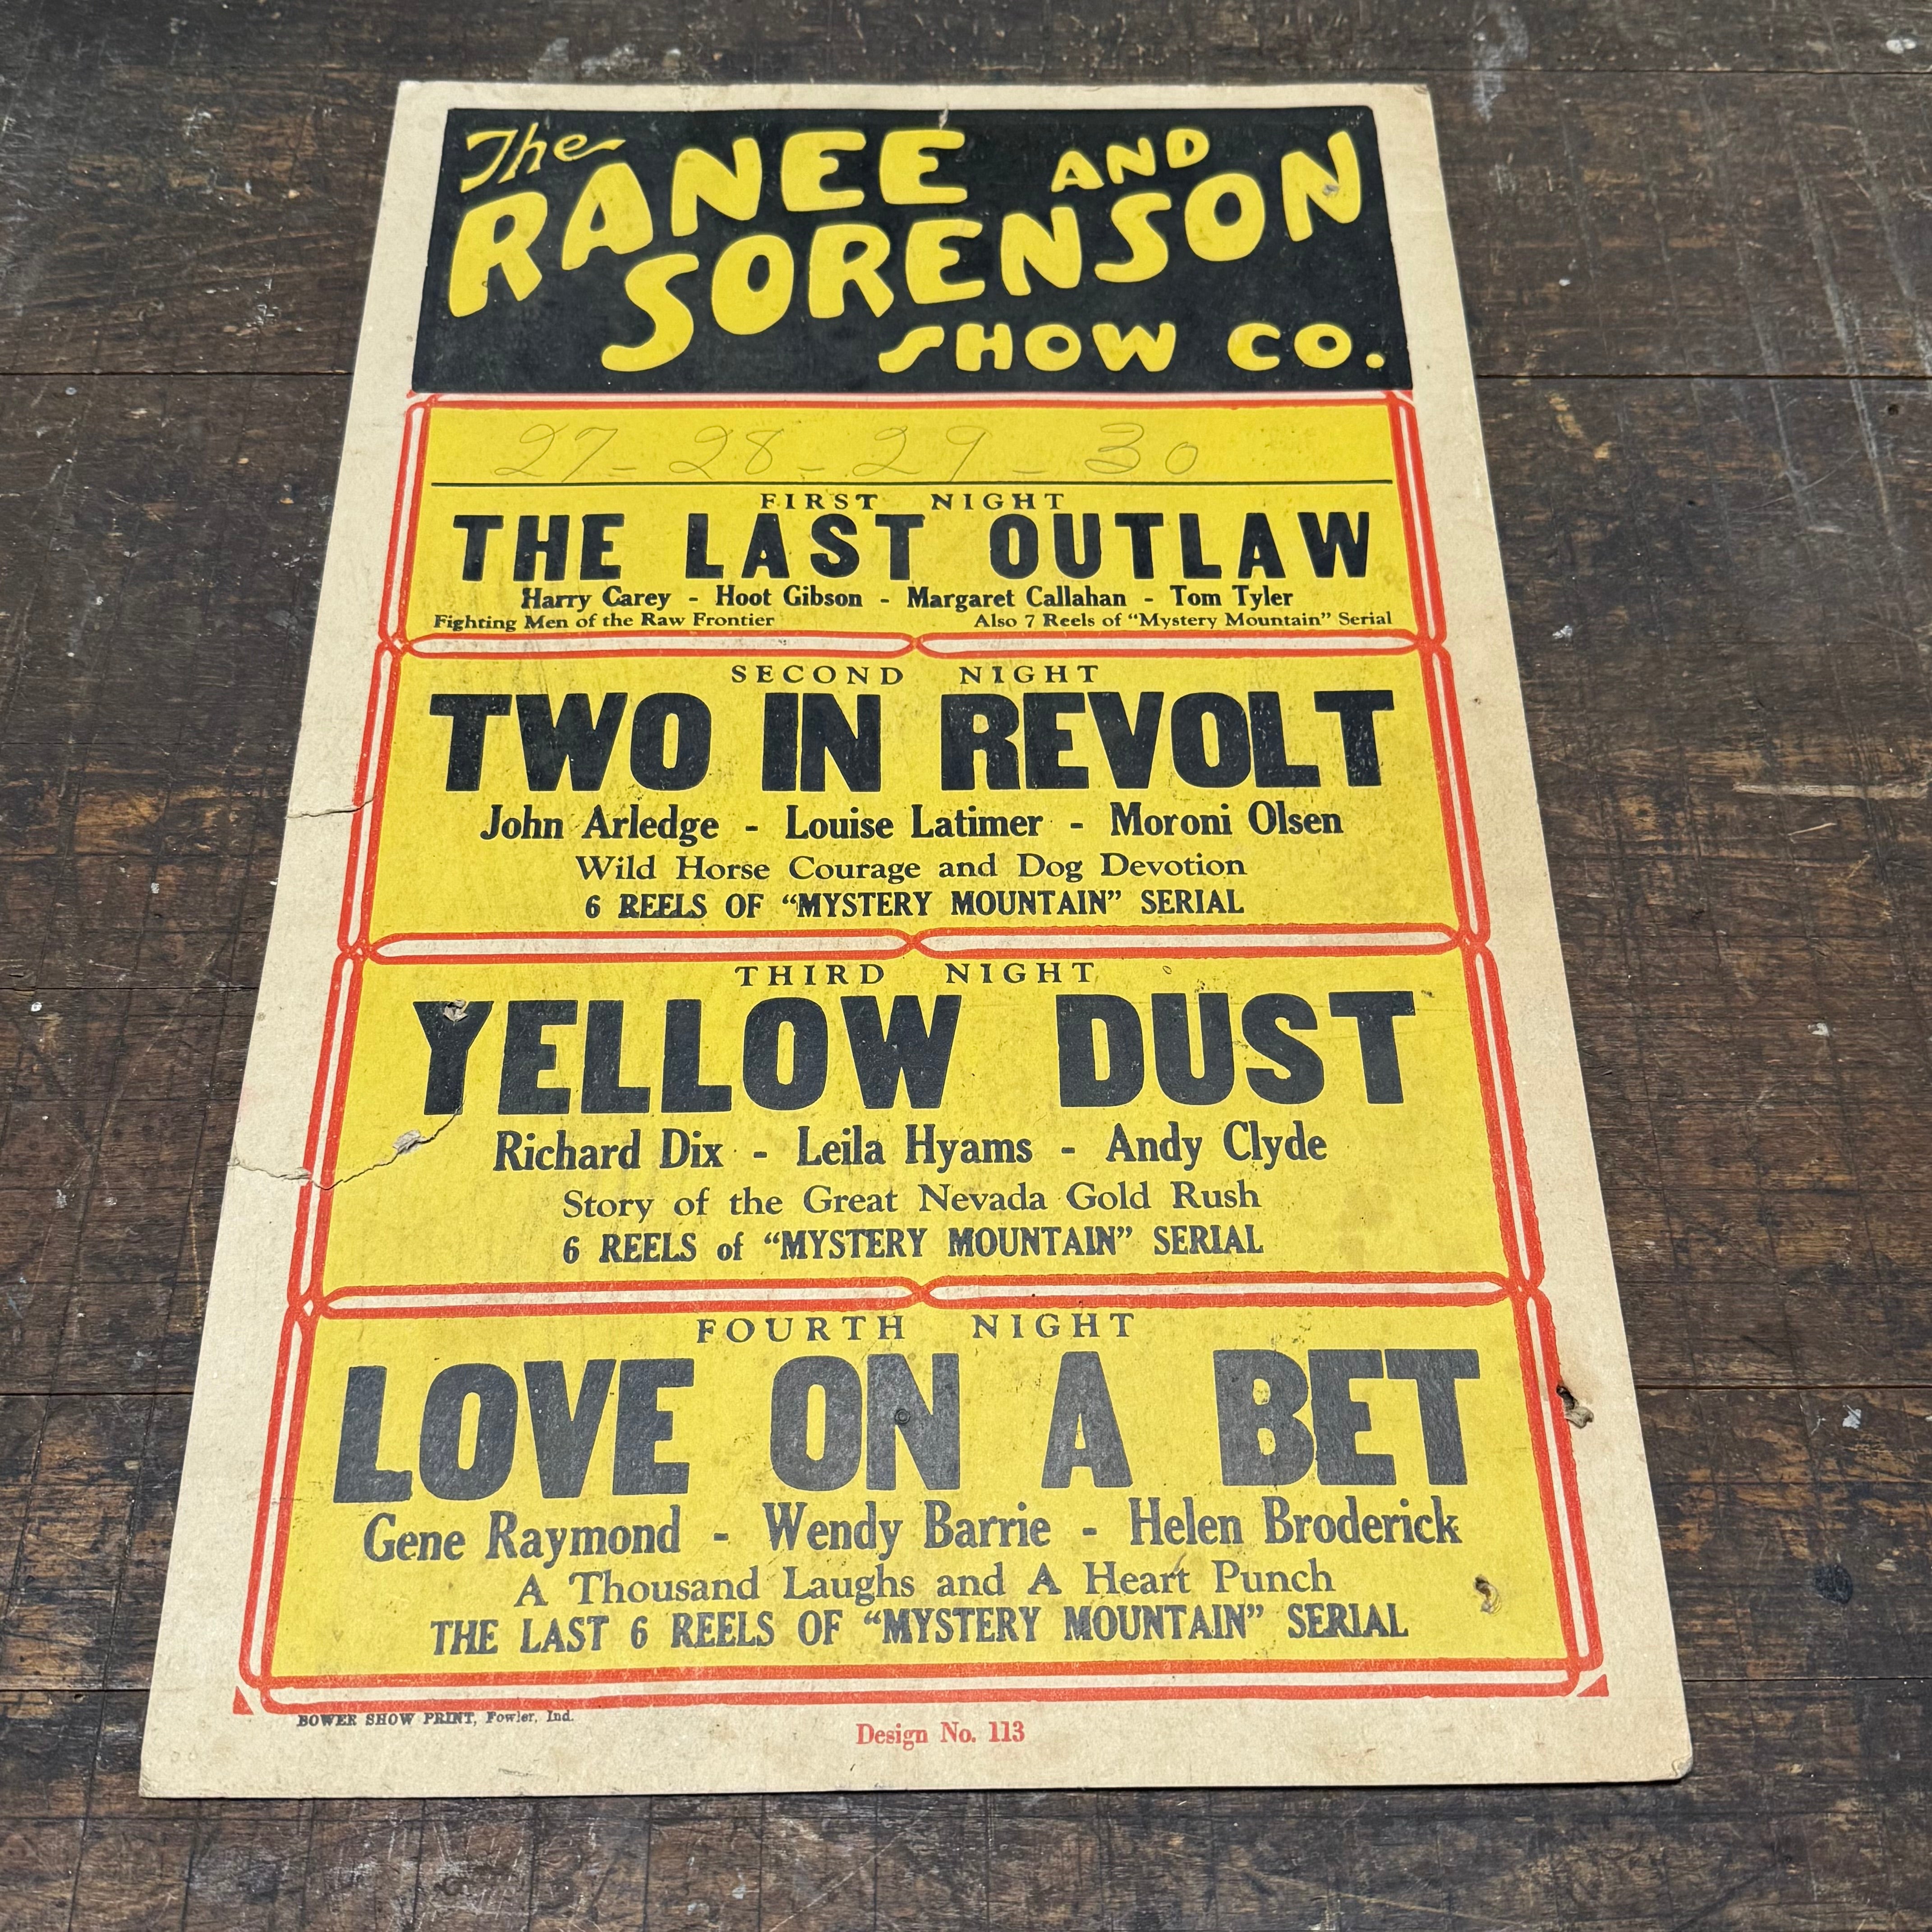 The
RANEE AND
SORENSON
SHOW CO.
27 - 28 - 29 - 30
FIRST NIGHT
THE LAST OUTLAW
Harry Carey - Hoot Gibson - Margaret Callahan - Tom Tyler
Fighting Men of the Raw Frontier Also 7 Reels of “Mystery Mountain” Serial
SECOND NIGHT
TWO IN REVOLT
John Arledge - Louise Latimer - Moroni Olsen
Wild Horse Courage and Dog Devotion
6 REELS OF “MYSTERY MOUNTAIN” SERIAL
THIRD NIGHT
YELLOW DUST
Richard Dix - Leila Hyams - Andy Clyde
Story of the Great Nevada Gold Rush
6 REELS of “MYSTERY MOUNTAIN” SERIAL
FOURTH NIGHT
LOVE ON A BET
Gene Raymond - Wendy Barrie - Helen Broderick
A Thousand Laughs and A Heart Punch
THE LAST 6 REELS OF “MYSTERY MOUNTAIN” SERIAL
BOWER SHOW PRINT, Fowler, Ind.
Design No. 113